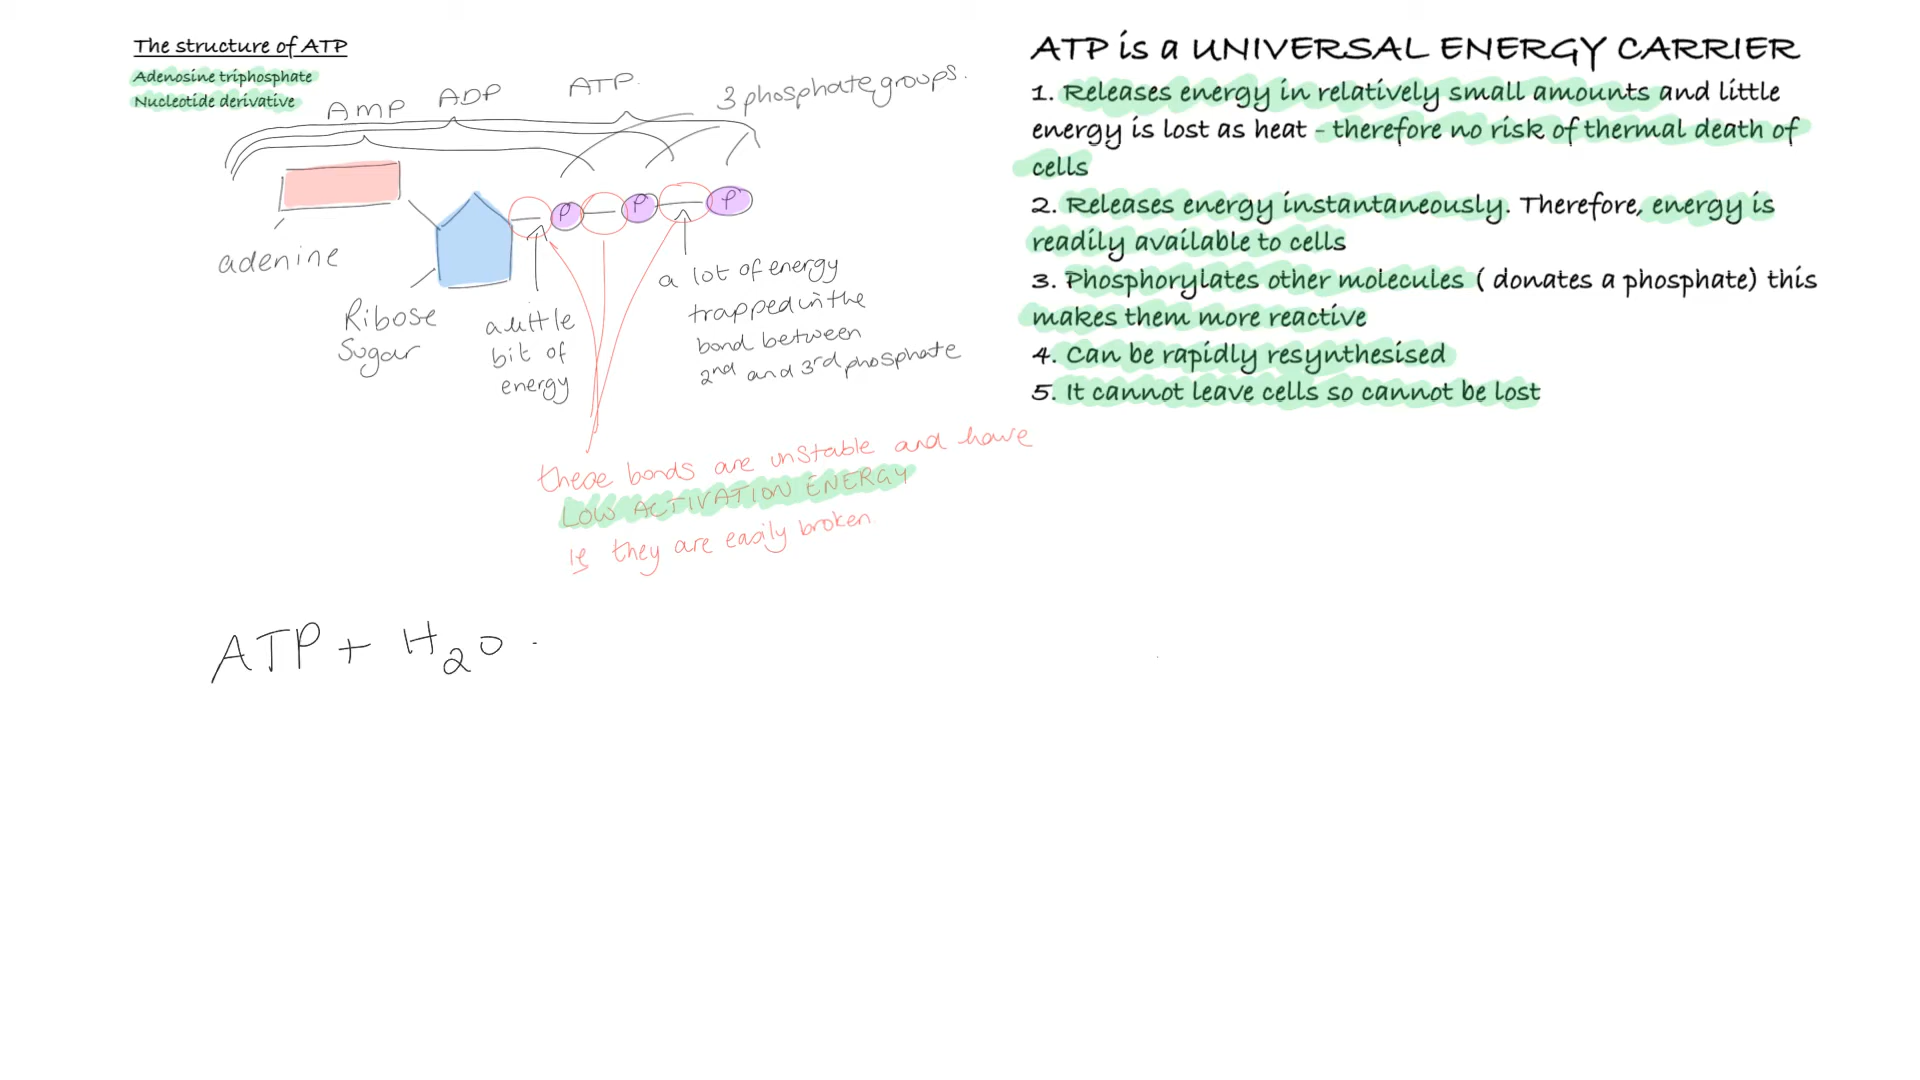 The structure of ATP
Adenosine triphosphate
Nucleotide derivative
AMP
ADP
ATP.
3 phosphate groups.
P
P
P
adenine
Ribose
Sugar
a little
bit of
energy
a lot of energy
trapped in the
bond between
2nd and 3rd phosphate
these bonds are unstable and have
LOW ACTIVATION ENERGY
ie they are easily broken.
ATP + H2O
ATP is a UNIVERSAL ENERGY CARRIER
1. Releases energy in relatively small amounts and little
energy is lost as heat - therefore no risk of thermal death of
cells
2. Releases energy instantaneously. Therefore, energy is
readily available to cells
3. Phosphorylates other molecules ( donates a phosphate) this
makes them more reactive
4. Can be rapidly resynthesised
5. It cannot leave cells so cannot be lost